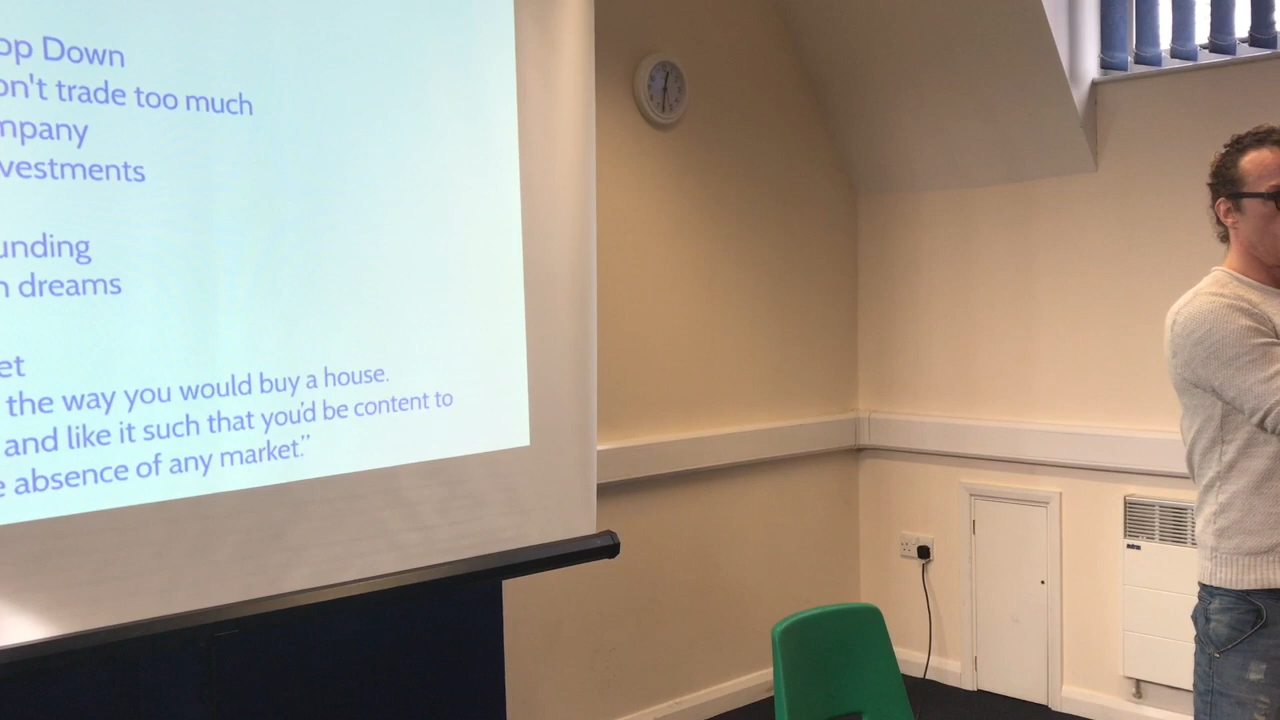 op Down
on't trade too much
mpany
vestments
unding
n dreams
et
the way you would buy a house.
and like it such that you'd be content to
e absence of any market.”